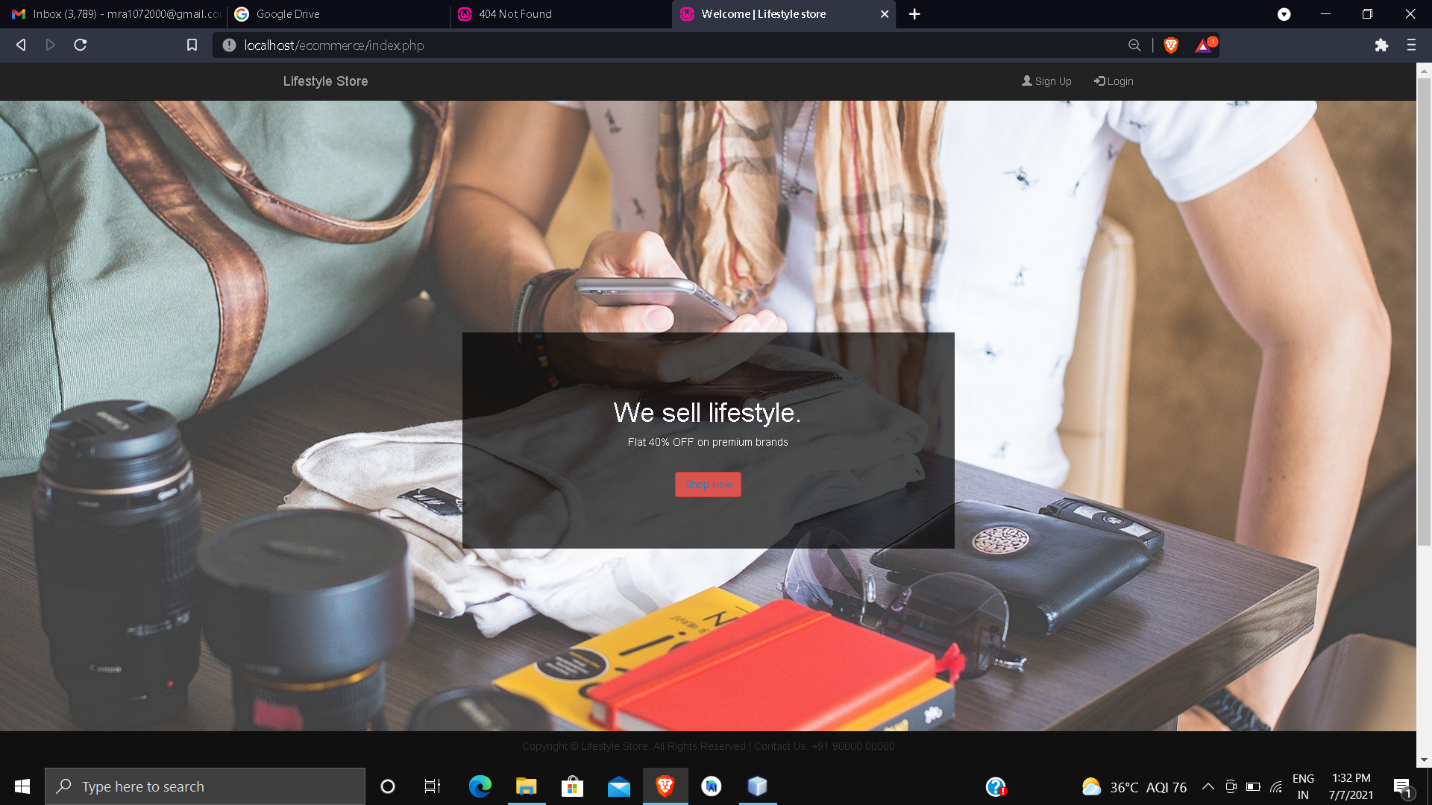 Inbox (3,789) - mra1072000@gmail.co
Google Drive
404 Not Found
Welcome | Lifestyle store
localhost/ecommerce/index.php
Lifestyle Store
Sign Up
Login
We sell lifestyle.
Flat 40% OFF on premium brands
Shop Now
Copyright © Lifestyle Store. All Rights Reserved | Contact Us: +91 90000 00000
Type here to search
36°C AQI 76
ENG
IN
1:32 PM
7/7/2021
1